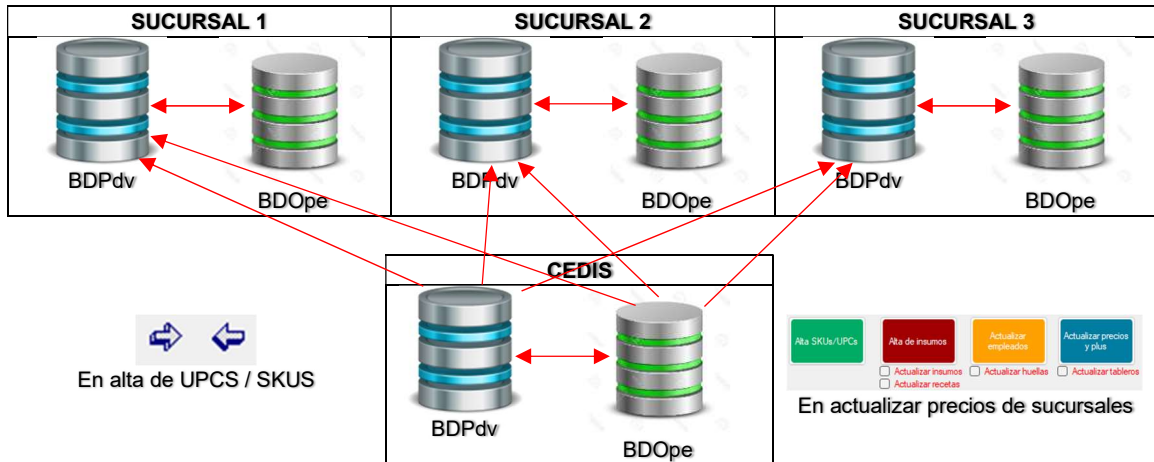 SUCURSAL 1
SUCURSAL 2
SUCURSAL 3
BDPdv
BDOpe
BDPdv
BDOpe
BDPdv
BDOpe
CEDIS
BDPdv
BDOpe
En alta de UPCS / SKUS
Alta SKUs/UPCs
Alta de insumos
Actualizar
empleados
Actualizar precios
y plus
Actualizar insumos
Actualizar recetas
Actualizar huellas
Actualizar tableros
En actualizar precios de sucursales